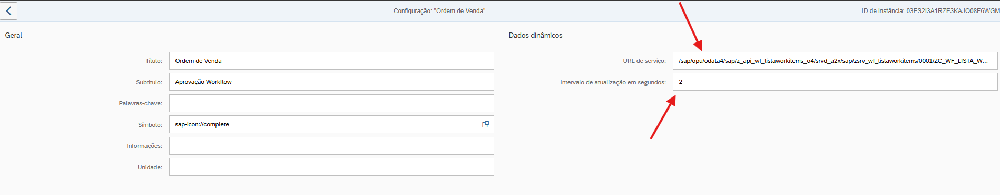 Configuração: "Ordem de Venda"
ID de instância: 03ES2I3A1RZE3KAJQ08F6WGM
Geral
Título: Ordem de Venda
Subtítulo: Aprovação Workflow
Palavras-chave:
Símbolo: sap-icon://complete
Informações:
Unidade:
Dados dinâmicos
URL de serviço: /sap/opu/odata4/sap/z_api_wf_listaworkitems_o4/srvd_a2x/sap/zsrv_wf_listaworkitems/0001/ZC_WF_LISTA_W...
Intervalo de atualização em segundos: 2